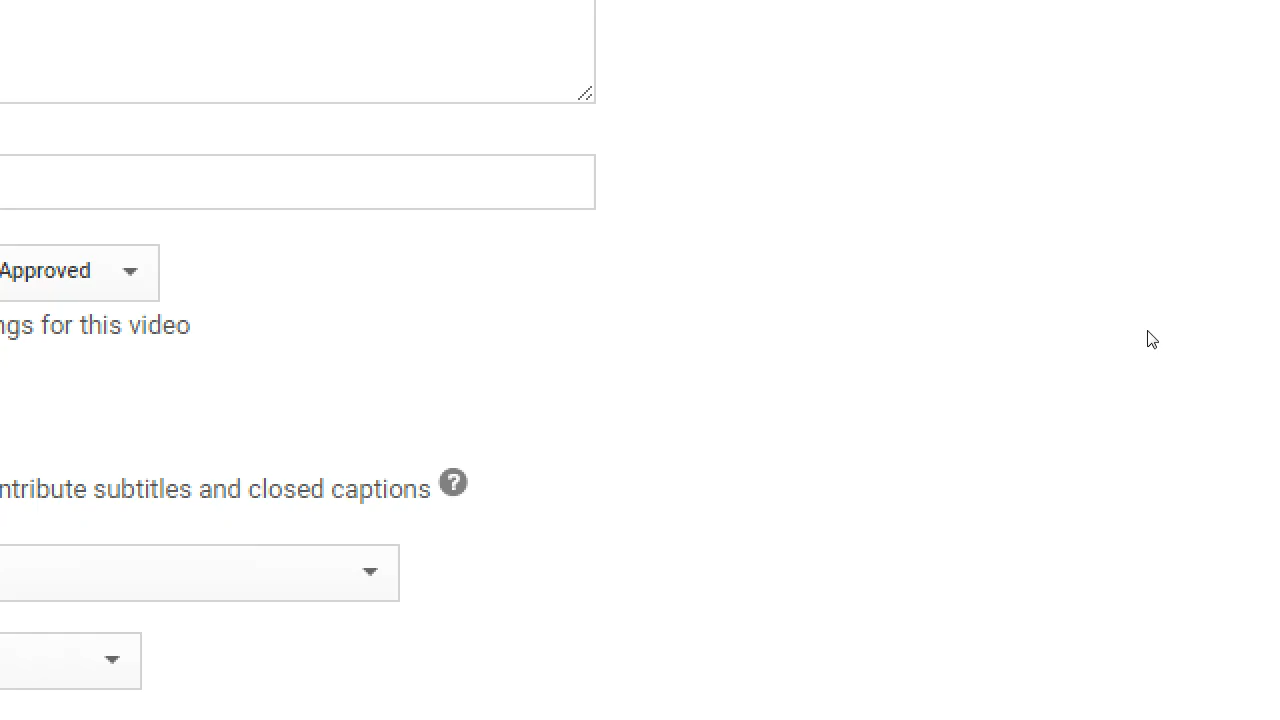 Approved
ngs for this video
ntribute subtitles and closed captions ?